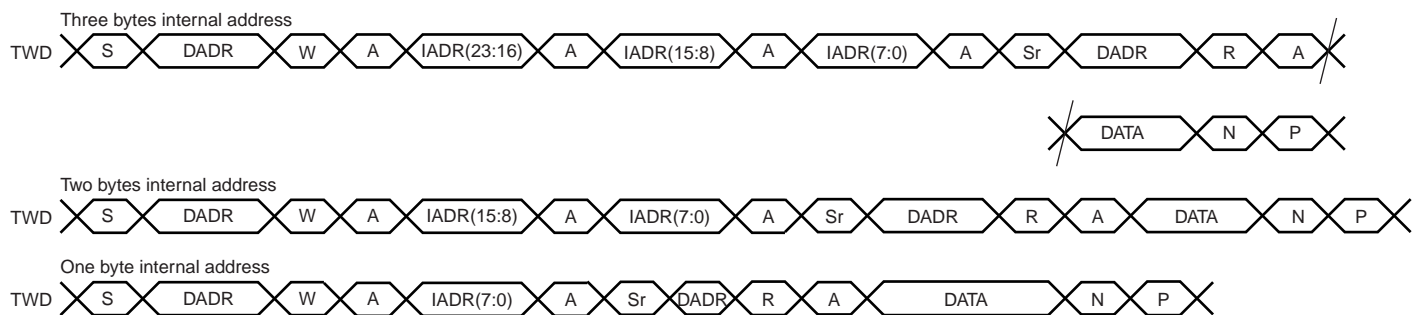 Three bytes internal address
TWD S DADR W A IADR(23:16) A IADR(15:8) A IADR(7:0) A Sr DADR R A
DATA N P
Two bytes internal address
TWD S DADR W A IADR(15:8) A IADR(7:0) A Sr DADR R A DATA N P
One byte internal address
TWD S DADR W A IADR(7:0) A Sr DADR R A DATA N P